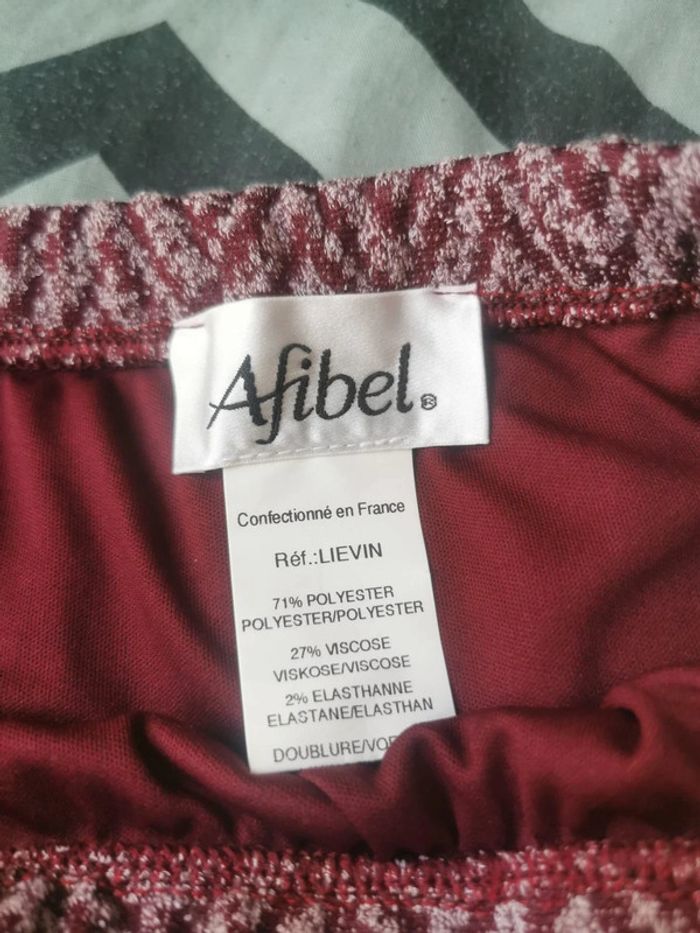 Afibel®
Confectionné en France
Réf.:LIEVIN
71% POLYESTER
POLYESTER/POLYESTER
27% VISCOSE
VISKOSE/VISCOSE
2% ELASTHANNE
ELASTANE/ELASTHAN
DOUBLURE/